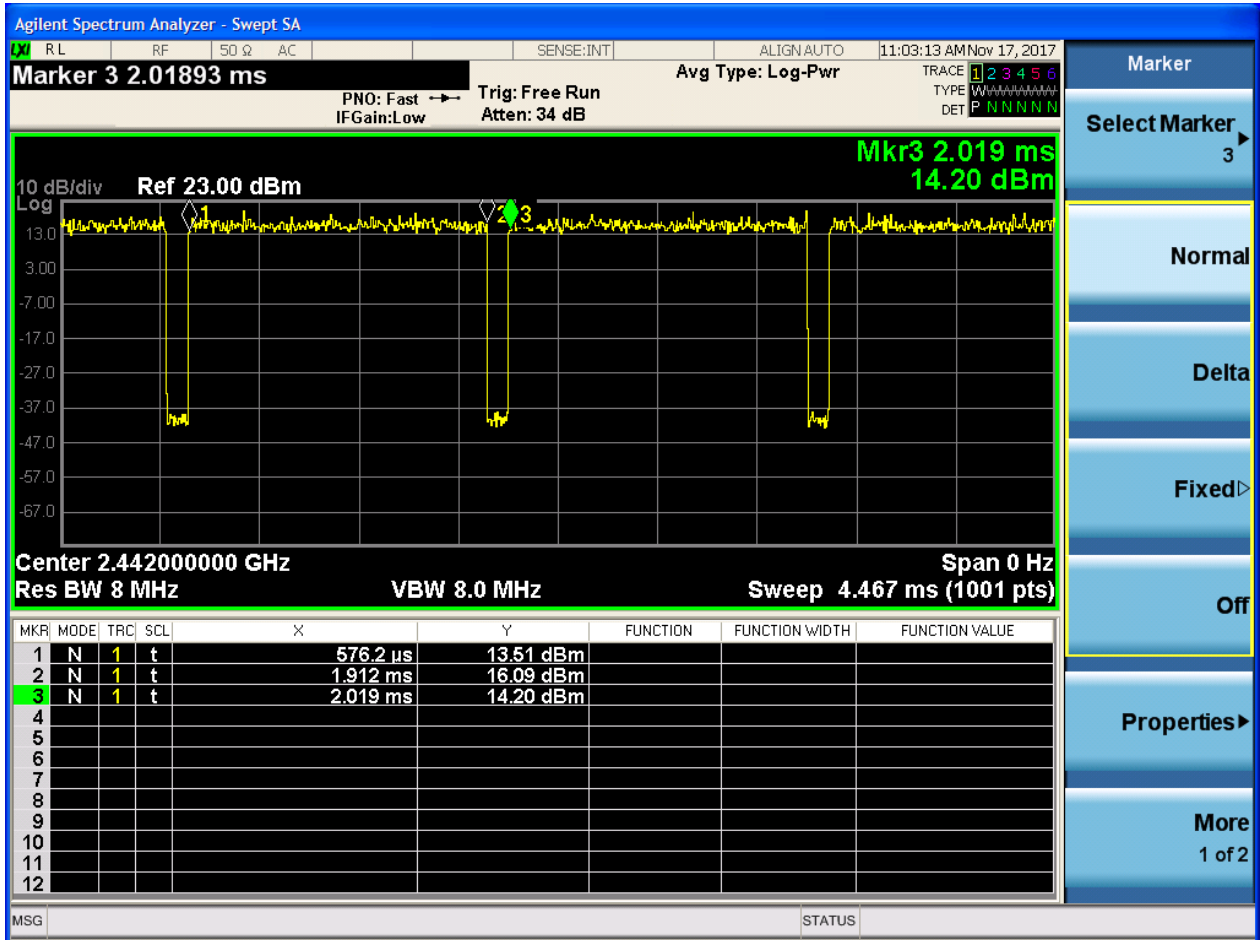 Agilent Spectrum Analyzer - Swept SA
LXI RL RF 50 Ω AC SENSE:INT ALIGN AUTO 11:03:13 AM Nov 17, 2017
Marker 3 2.01893 ms
PNO: Fast
IFGain:Low
Trig: Free Run
Atten: 34 dB
Avg Type: Log-Pwr
TRACE 1 2 3 4 5 6
TYPE WWWWWW
DET P N N N N N
Mkr3 2.019 ms
14.20 dBm
10 dB/div Ref 23.00 dBm
Log
1 2 3
13.0
3.00
-7.00
-17.0
-27.0
-37.0
-47.0
-57.0
-67.0
Center 2.442000000 GHz Span 0 Hz
Res BW 8 MHz VBW 8.0 MHz Sweep 4.467 ms (1001 pts)
MKR MODE TRC SCL X Y FUNCTION FUNCTION WIDTH FUNCTION VALUE
1 N 1 t 576.2 µs 13.51 dBm
2 N 1 t 1.912 ms 16.09 dBm
3 N 1 t 2.019 ms 14.20 dBm
4
5
6
7
8
9
10
11
12
MSG STATUS
Marker
Select Marker
3
Normal
Delta
Fixed
Off
Properties
More
1 of 2